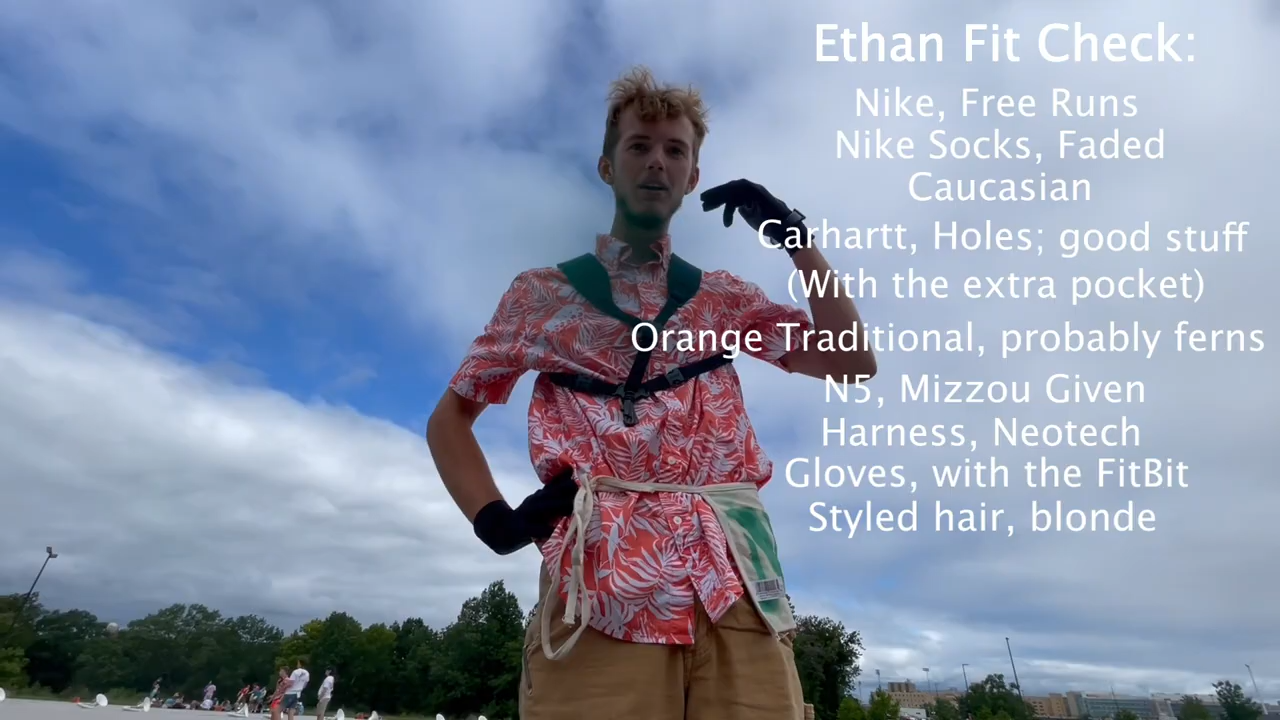 Ethan Fit Check:
Nike, Free Runs
Nike Socks, Faded
Caucasian
Carhartt, Holes; good stuff
(With the extra pocket)
Orange Traditional, probably ferns
N5, Mizzou Given
Harness, Neotech
Gloves, with the FitBit
Styled hair, blonde